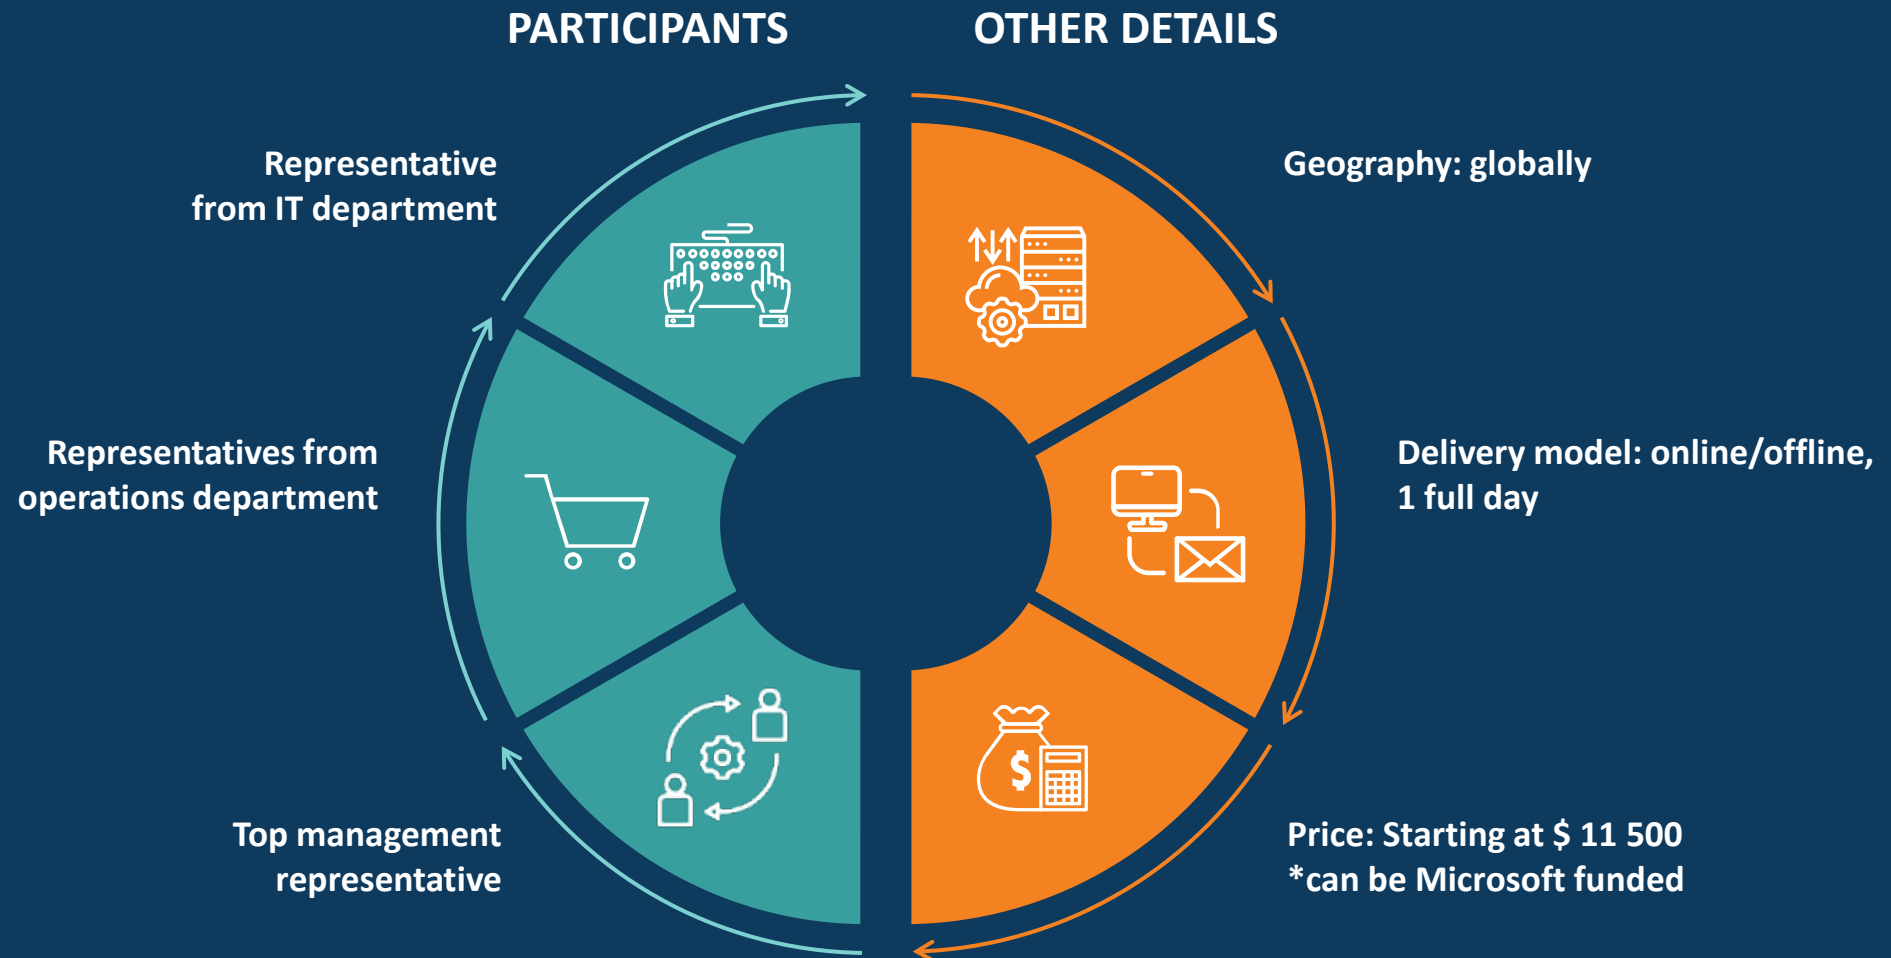 PARTICIPANTS
OTHER DETAILS
Representative
from IT department
Representatives from
operations department
Top management
representative
Geography: globally
Delivery model: online/offline,
1 full day
Price: Starting at $ 11 500
*can be Microsoft funded
$